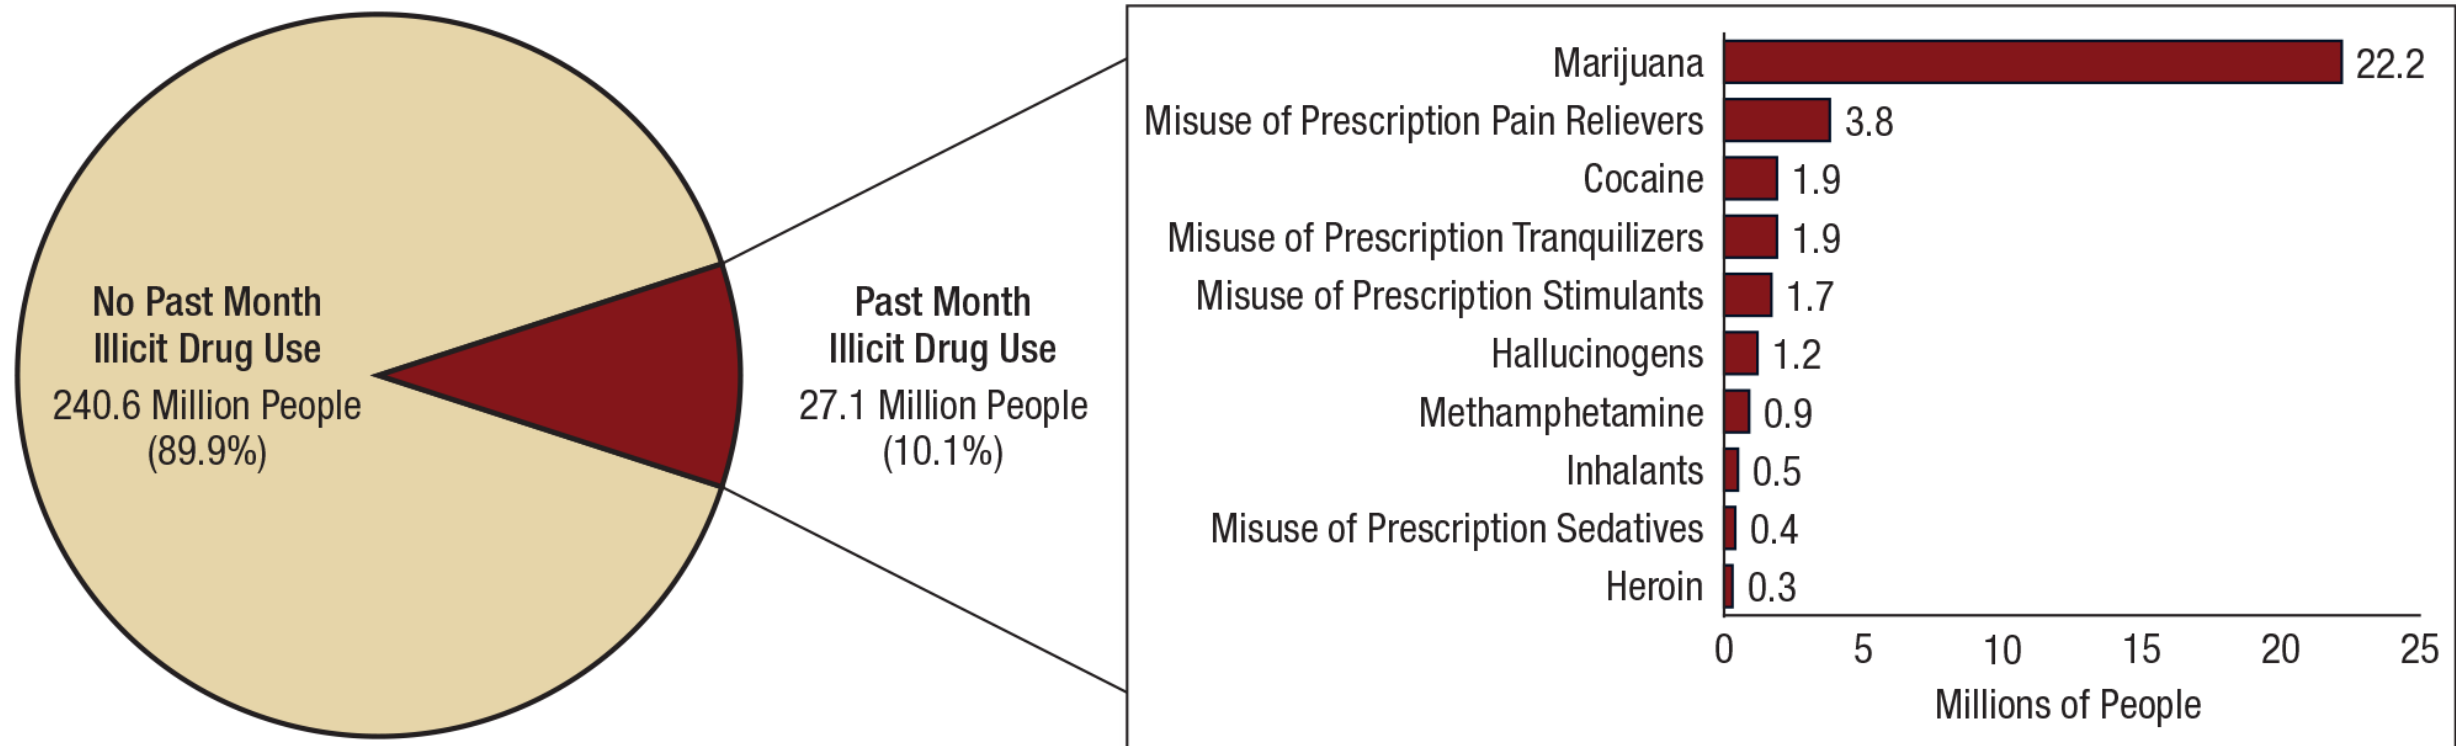 No Past Month
Illicit Drug Use
240.6 Million People
(89.9%)
Past Month
Illicit Drug Use
27.1 Million People
(10.1%)
Marijuana 22.2
Misuse of Prescription Pain Relievers 3.8
Cocaine 1.9
Misuse of Prescription Tranquilizers 1.9
Misuse of Prescription Stimulants 1.7
Hallucinogens 1.2
Methamphetamine 0.9
Inhalants 0.5
Misuse of Prescription Sedatives 0.4
Heroin 0.3
0 5 10 15 20 25
Millions of People